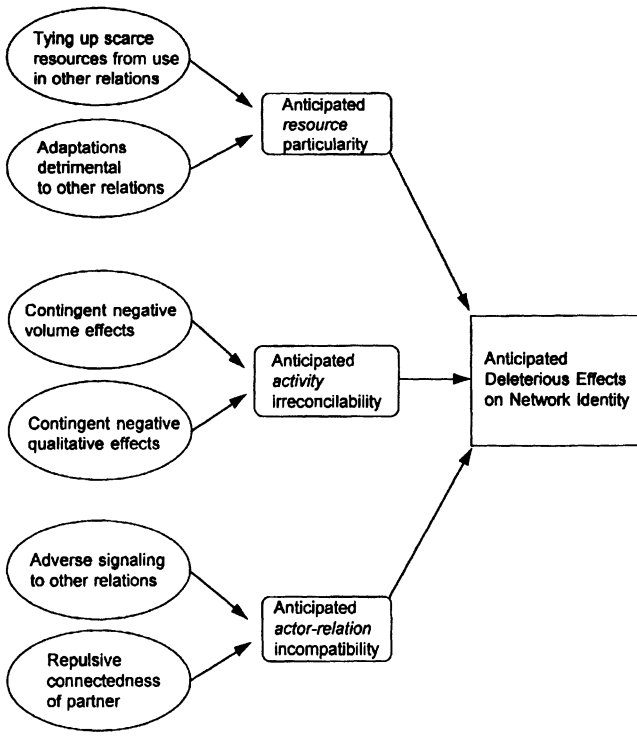 Tying up scarce
resources from use
in other relations
Adaptations
detrimental
to other relations
Anticipated
resource
particularity
Contingent negative
volume effects
Contingent negative
qualitative effects
Anticipated
activity
irreconcilability
Anticipated
Deleterious Effects
on Network Identity
Adverse signaling
to other relations
Repulsive
connectedness
of partner
Anticipated
actor-relation
incompatibility